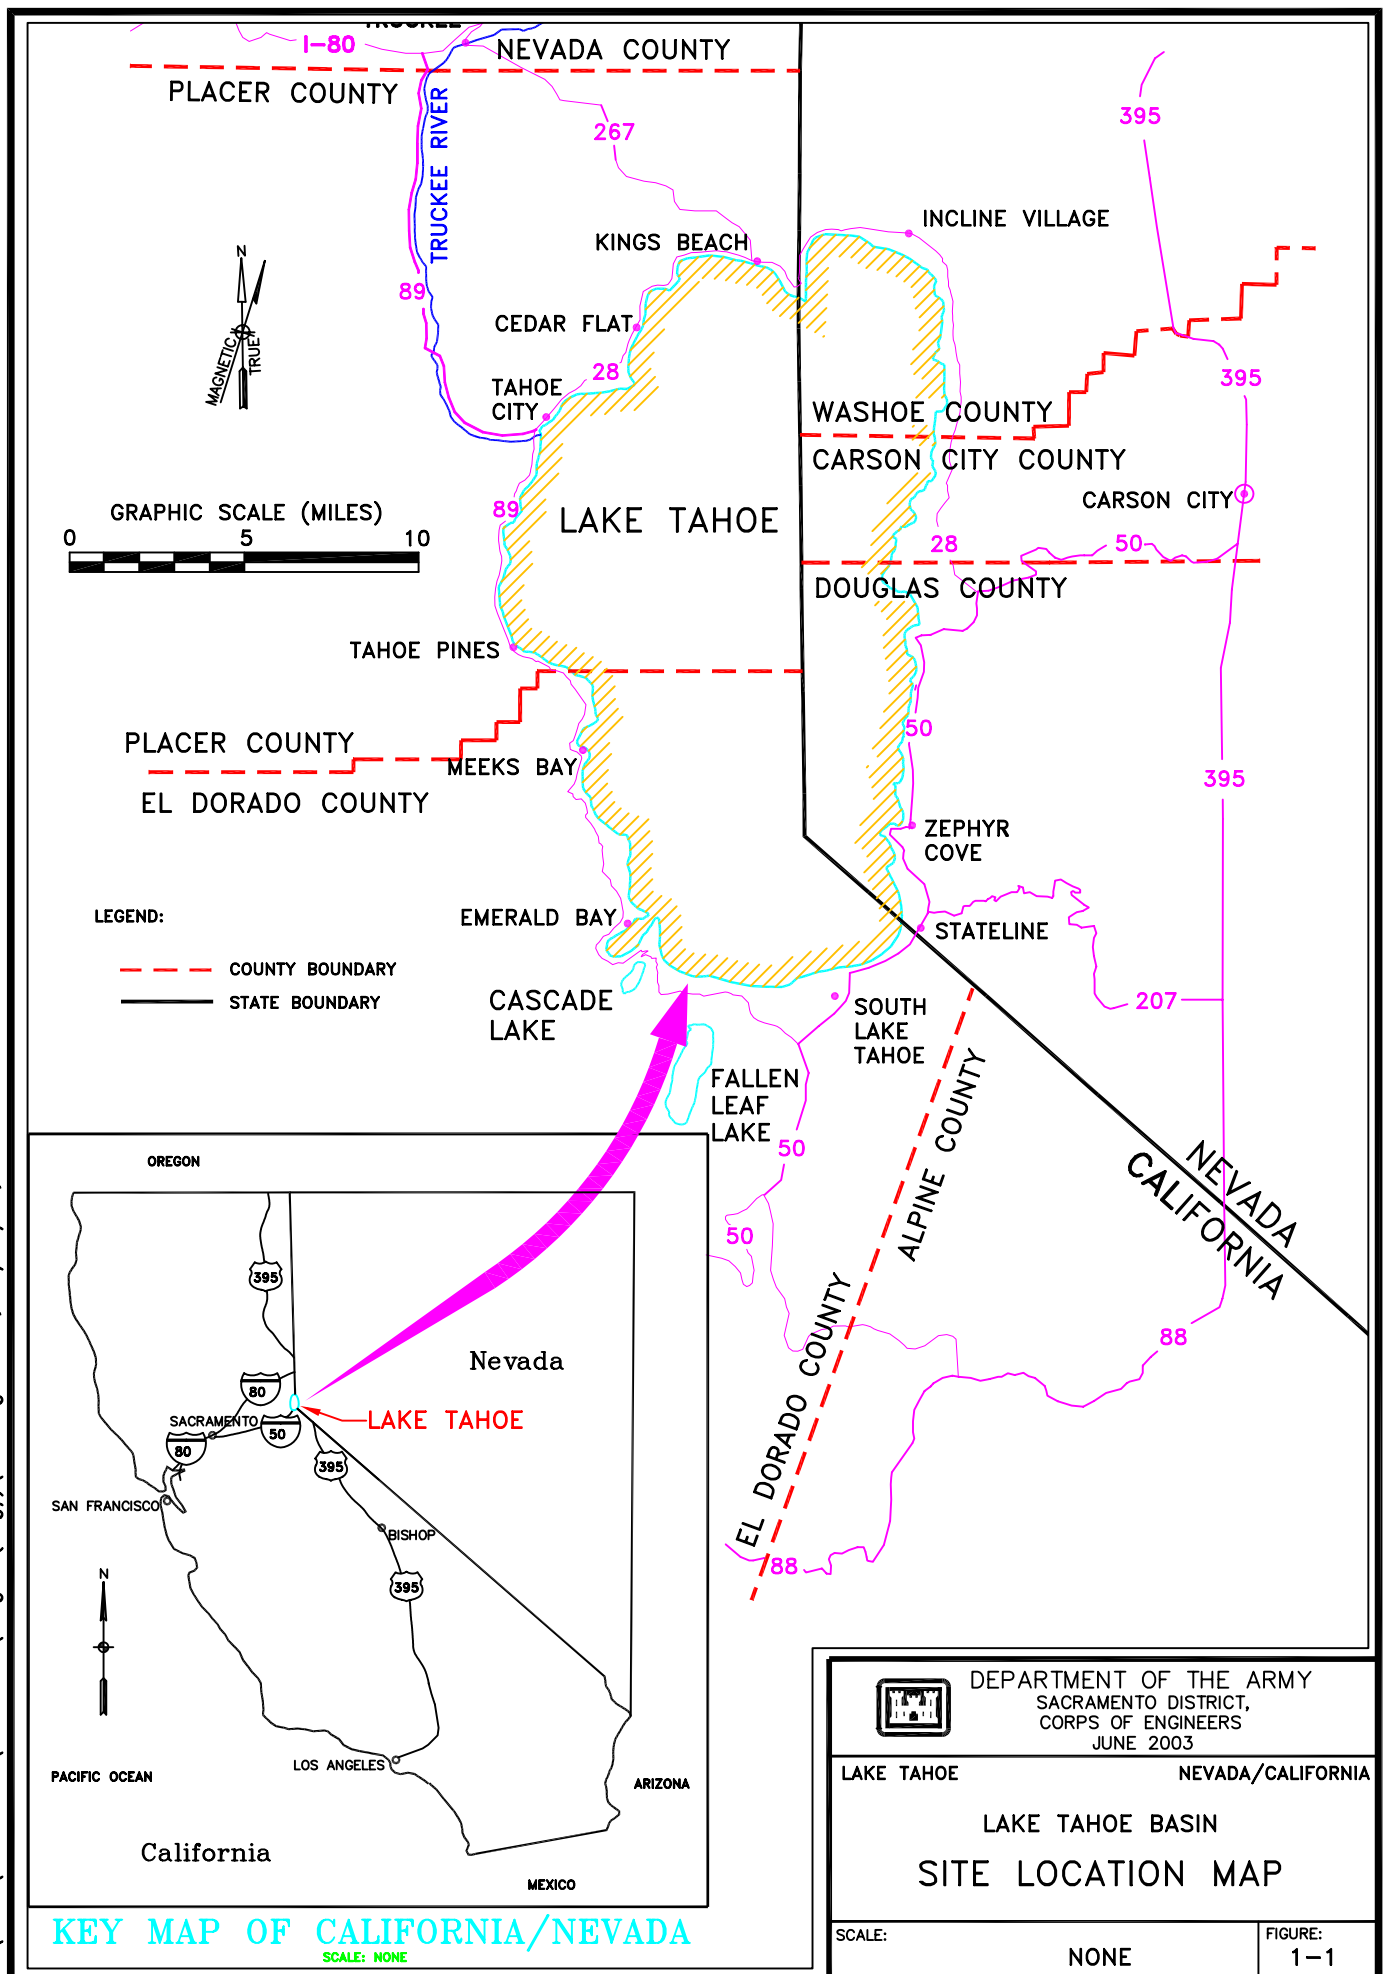 I-80
NEVADA COUNTY
PLACER COUNTY
TRUCKEE RIVER
267
395
INCLINE VILLAGE
KINGS BEACH
N
MAGNETIC
TRUE
89
CEDAR FLAT
28
TAHOE
CITY
395
WASHOE COUNTY
CARSON CITY COUNTY
CARSON CITY
GRAPHIC SCALE (MILES)
0 5 10
89
LAKE TAHOE
28
50
DOUGLAS COUNTY
TAHOE PINES
50
PLACER COUNTY
MEEKS BAY
EL DORADO COUNTY
395
ZEPHYR
COVE
LEGEND:
COUNTY BOUNDARY
STATE BOUNDARY
EMERALD BAY
STATELINE
CASCADE
LAKE
SOUTH
LAKE
TAHOE
207
FALLEN
LEAF
LAKE
50
ALPINE COUNTY
NEVADA
CALIFORNIA
50
EL DORADO COUNTY
88
88
OREGON
395
Nevada
80
LAKE TAHOE
SACRAMENTO
50
80
395
SAN FRANCISCO
BISHOP
395
N
LOS ANGELES
PACIFIC OCEAN
ARIZONA
California
MEXICO
KEY MAP OF CALIFORNIA/NEVADA
SCALE: NONE
DEPARTMENT OF THE ARMY
SACRAMENTO DISTRICT,
CORPS OF ENGINEERS
JUNE 2003
LAKE TAHOE NEVADA/CALIFORNIA
LAKE TAHOE BASIN
SITE LOCATION MAP
SCALE:
NONE
FIGURE:
1-1